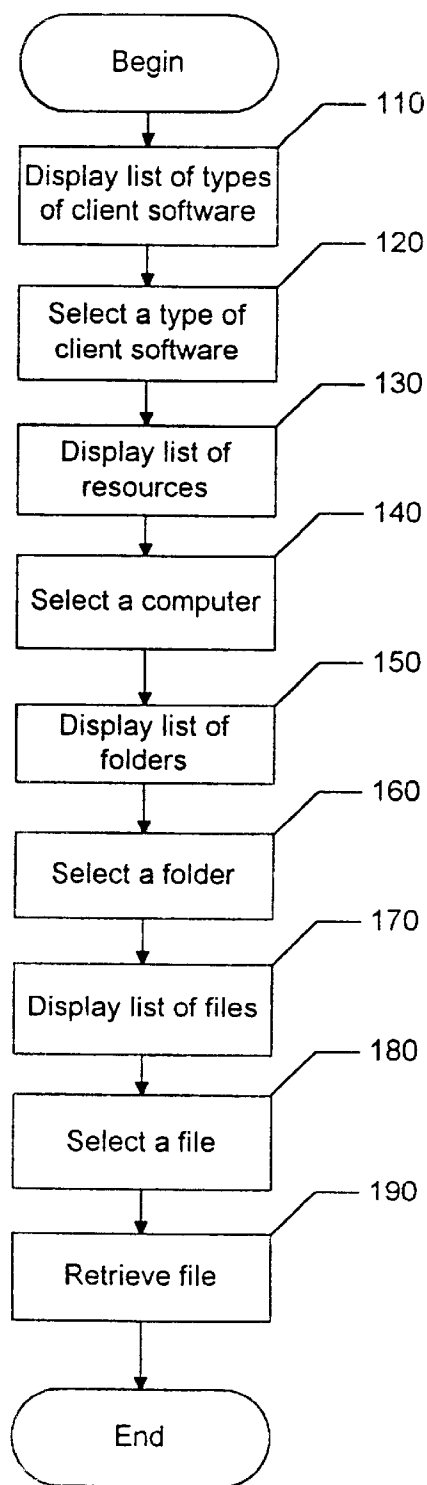 Begin
110
Display list of types
of client software
120
Select a type of
client software
130
Display list of
resources
140
Select a computer
150
Display list of
folders
160
Select a folder
170
Display list of files
180
Select a file
190
Retrieve file
End